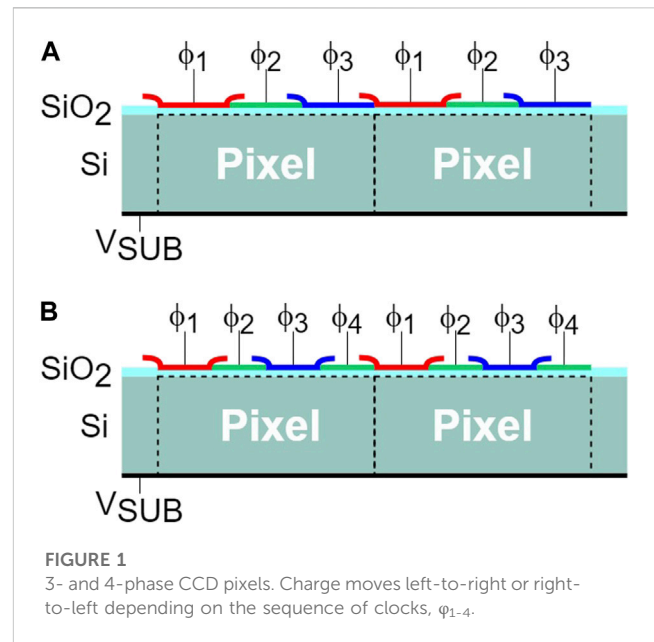 A
ϕ1 ϕ2 ϕ3 ϕ1 ϕ2 ϕ3
SiO2
Si
Pixel Pixel
VSUB
B
ϕ1 ϕ2 ϕ3 ϕ4 ϕ1 ϕ2 ϕ3 ϕ4
SiO2
Si
Pixel Pixel
VSUB
FIGURE 1
3- and 4-phase CCD pixels. Charge moves left-to-right or right-
to-left depending on the sequence of clocks, φ1-4.